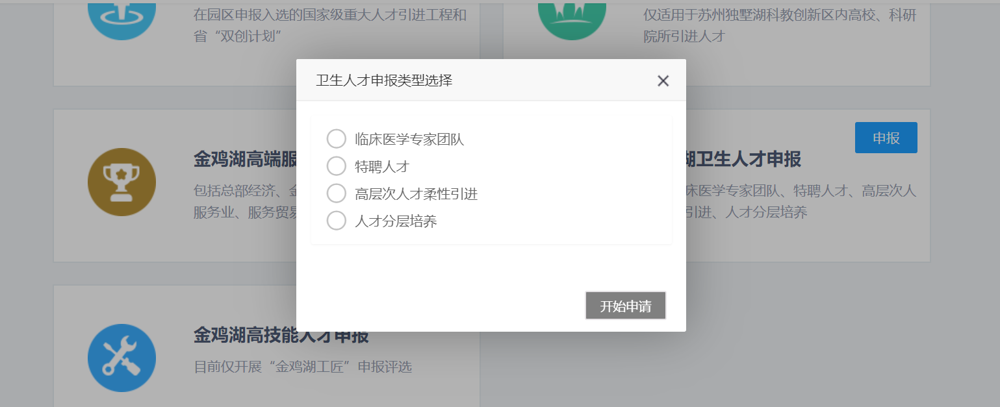 在园区申报入选的国家级重大人才引进工程和
省“双创计划”
仅适用于苏州独墅湖科教创新区内高校、科研
院所引进人才
卫生人才申报类型选择
临床医学专家团队
特聘人才
高层次人才柔性引进
人才分层培养
开始申请
金鸡湖高端服
包括总部经济、金
服务业、服务贸易
申报
湖卫生人才申报
床医学专家团队、特聘人才、高层次人
引进、人才分层培养
金鸡湖高技能人才申报
目前仅开展“金鸡湖工匠”申报评选